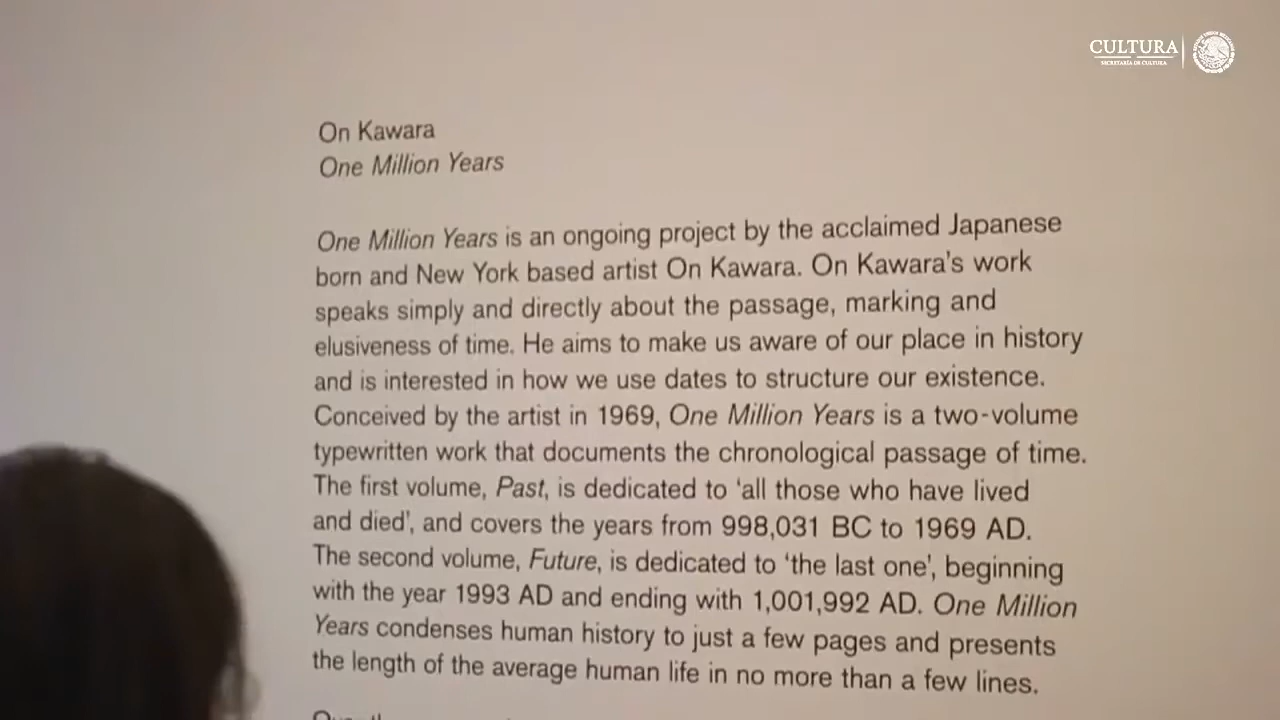 CULTURA
SECRETARÍA DE CULTURA
On Kawara
One Million Years
One Million Years is an ongoing project by the acclaimed Japanese
born and New York based artist On Kawara. On Kawara's work
speaks simply and directly about the passage, marking and
elusiveness of time. He aims to make us aware of our place in history
and is interested in how we use dates to structure our existence.
Conceived by the artist in 1969, One Million Years is a two-volume
typewritten work that documents the chronological passage of time.
The first volume, Past, is dedicated to 'all those who have lived
and died', and covers the years from 998,031 BC to 1969 AD.
The second volume, Future, is dedicated to 'the last one', beginning
with the year 1993 AD and ending with 1,001,992 AD. One Million
Years condenses human history to just a few pages and presents
the length of the average human life in no more than a few lines.